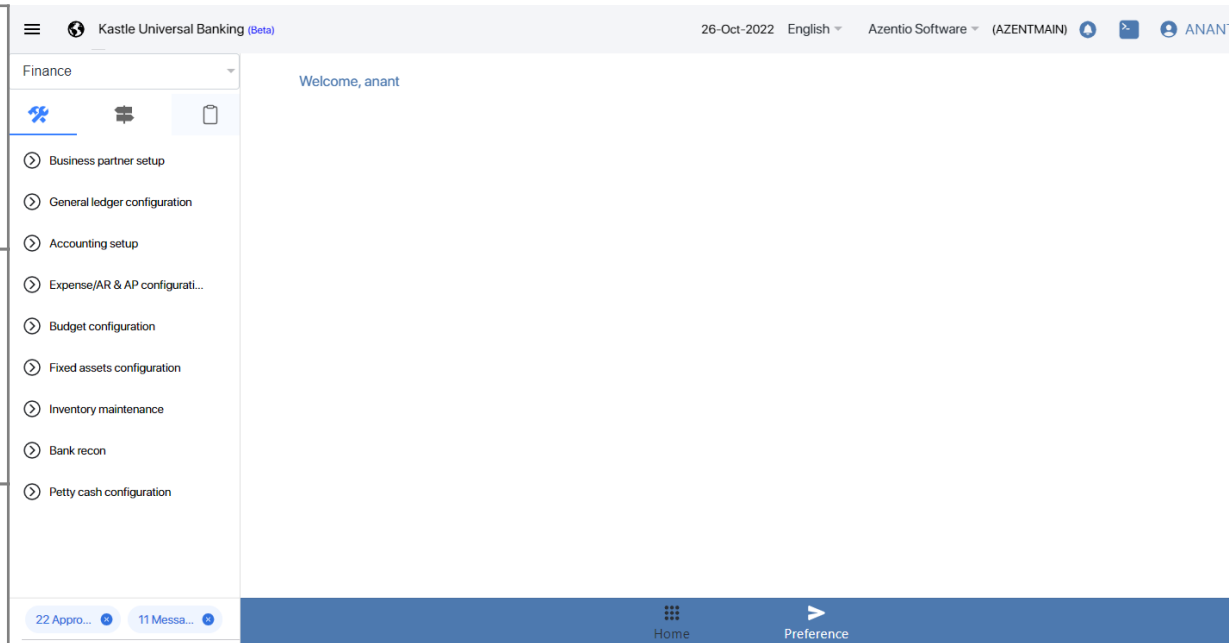 Kastle Universal Banking (Beta)
26-Oct-2022 English Azentio Software (AZENTMAIN) ANANT
Finance
Welcome, anant
Business partner setup
General ledger configuration
Accounting setup
Expense/AR & AP configurati...
Budget configuration
Fixed assets configuration
Inventory maintenance
Bank recon
Petty cash configuration
22 Appro... 11 Messa...
Home Preference